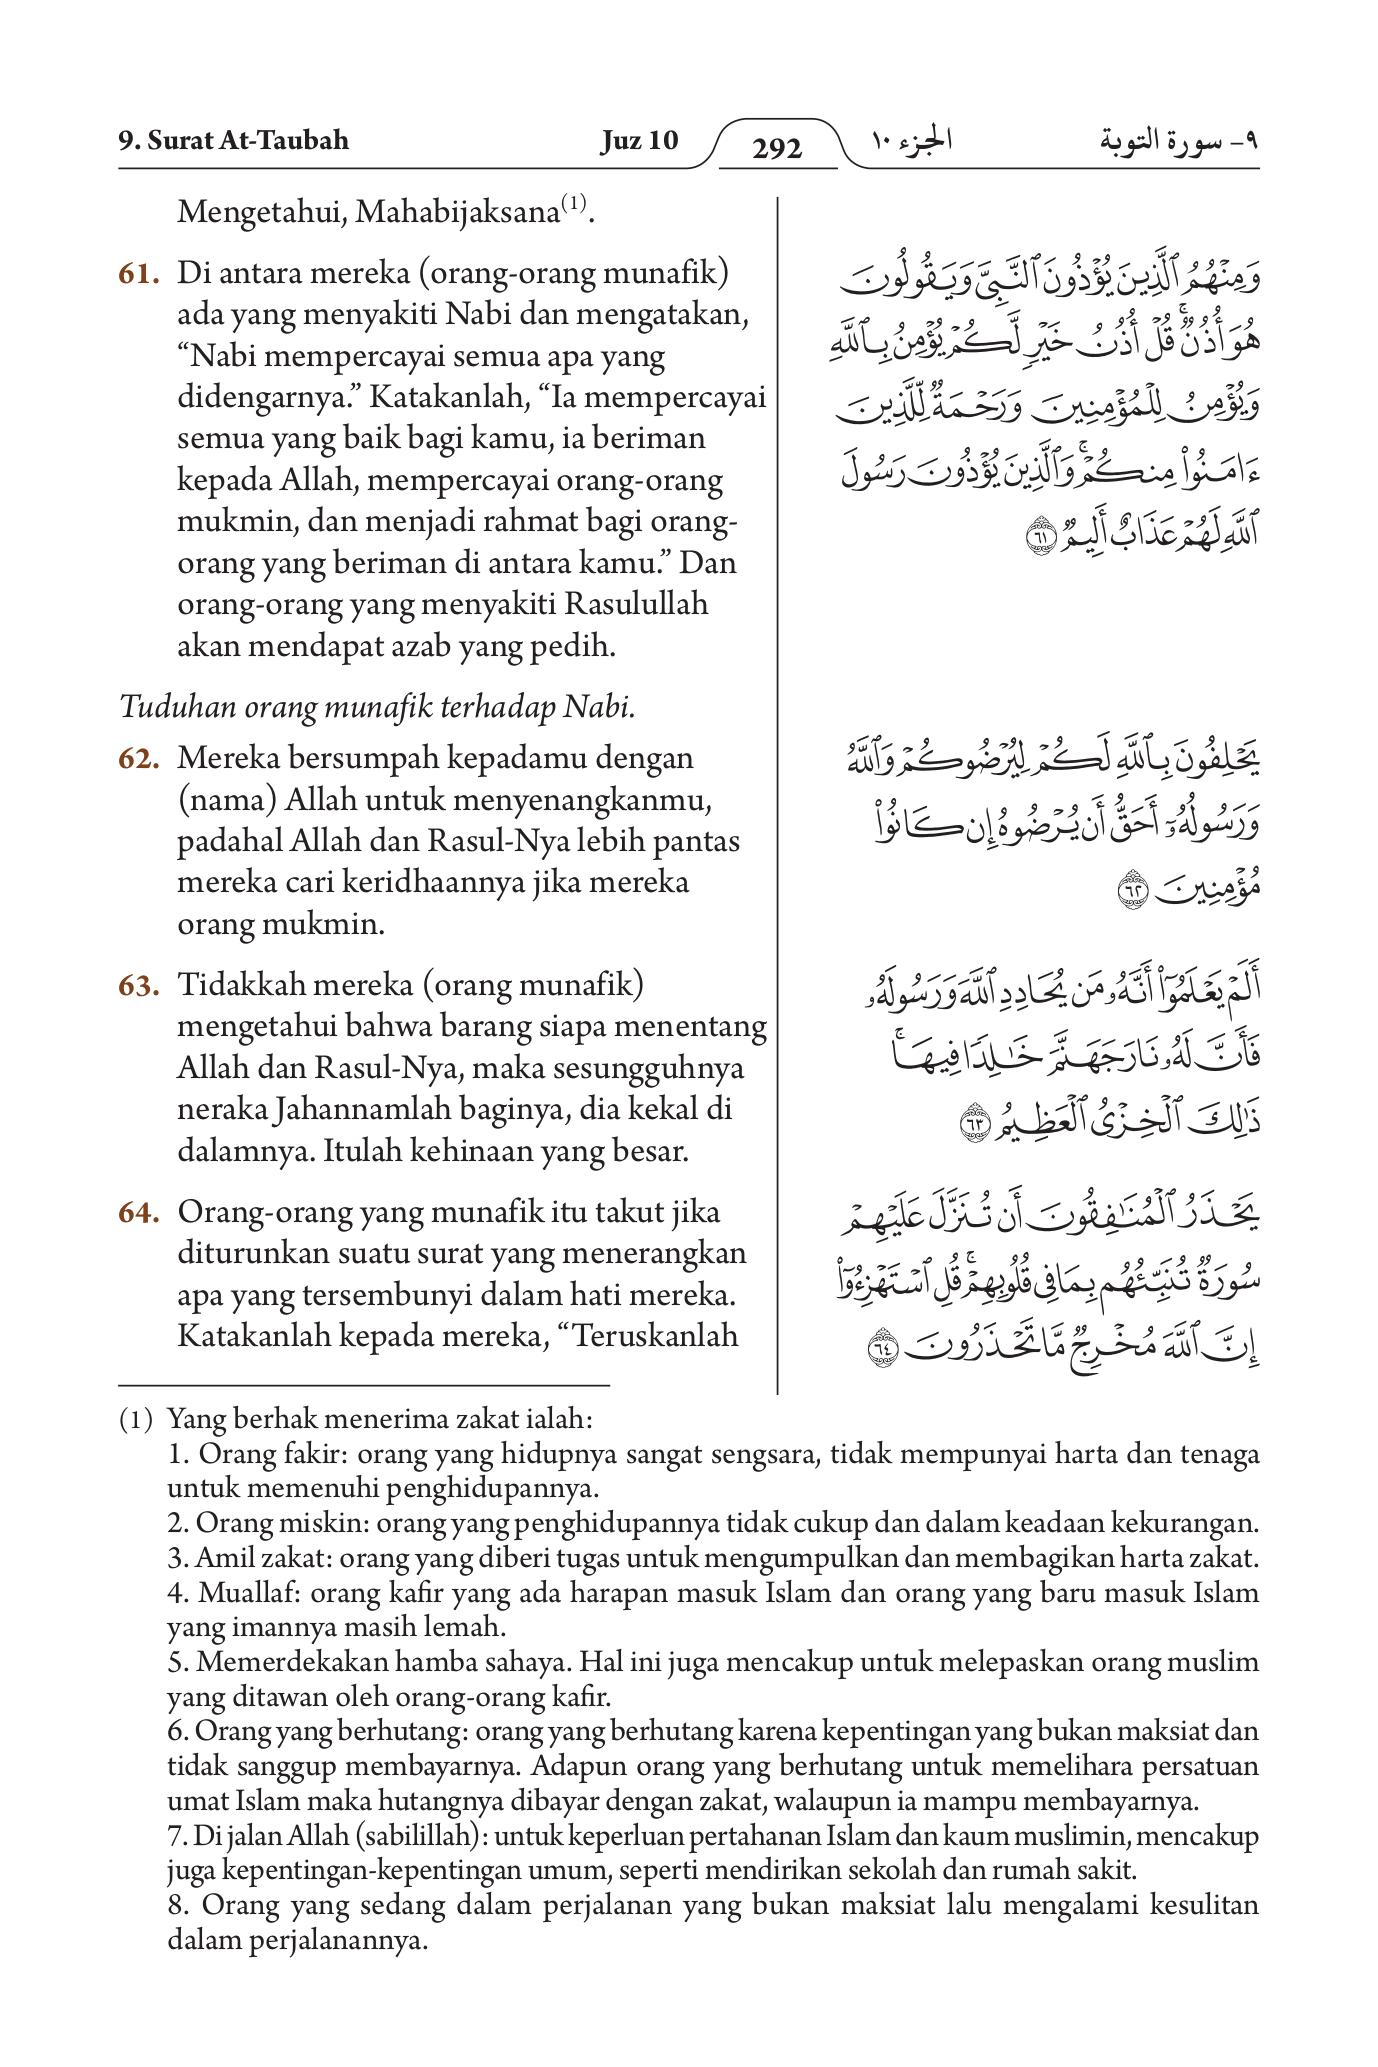 9. Surat At-Taubah
Juz 10
292
الجزء ١٠
٩- سورة التوبة
Mengetahui, Mahabijaksana(1).
61. Di antara mereka (orang-orang munafik)
ada yang menyakiti Nabi dan mengatakan,
“Nabi mempercayai semua apa yang
didengarnya.” Katakanlah, “Ia mempercayai
semua yang baik bagi kamu, ia beriman
kepada Allah, mempercayai orang-orang
mukmin, dan menjadi rahmat bagi orang-
orang yang beriman di antara kamu.” Dan
orang-orang yang menyakiti Rasulullah
akan mendapat azab yang pedih.
وَمِنْهُمُ ٱلَّذِينَ يُؤْذُونَ ٱلنَّبِىَّ وَيَقُولُونَ
هُوَ أُذُنٌۚ قُلْ أُذُنُ خَيْرٍ لَّكُمْ يُؤْمِنُ بِٱللَّهِ
وَيُؤْمِنُ لِلْمُؤْمِنِينَ وَرَحْمَةٌ لِّلَّذِينَ
ءَامَنُوا۟ مِنكُمْۚ وَٱلَّذِينَ يُؤْذُونَ رَسُولَ
ٱللَّهِ لَهُمْ عَذَابٌ أَلِيمٌ ٦١
Tuduhan orang munafik terhadap Nabi.
62. Mereka bersumpah kepadamu dengan
(nama) Allah untuk menyenangkanmu,
padahal Allah dan Rasul-Nya lebih pantas
mereka cari keridhaannya jika mereka
orang mukmin.
يَحْلِفُونَ بِٱللَّهِ لَكُمْ لِيُرْضُوكُمْ وَٱللَّهُ
وَرَسُولُهُۥٓ أَحَقُّ أَن يُرْضُوهُ إِن كَانُوا۟
مُؤْمِنِينَ ٦٢
63. Tidakkah mereka (orang munafik)
mengetahui bahwa barang siapa menentang
Allah dan Rasul-Nya, maka sesungguhnya
neraka Jahannamlah baginya, dia kekal di
dalamnya. Itulah kehinaan yang besar.
أَلَمْ يَعْلَمُوٓا۟ أَنَّهُۥ مَن يُحَادِدِ ٱللَّهَ وَرَسُولَهُۥ
فَأَنَّ لَهُۥ نَارَ جَهَنَّمَ خَٰلِدًا فِيهَاۚ
ذَٰلِكَ ٱلْخِزْىُ ٱلْعَظِيمُ ٦٣
64. Orang-orang yang munafik itu takut jika
diturunkan suatu surat yang menerangkan
apa yang tersembunyi dalam hati mereka.
Katakanlah kepada mereka, “Teruskanlah
يَحْذَرُ ٱلْمُنَٰفِقُونَ أَن تُنَزَّلَ عَلَيْهِمْ
سُورَةٌ تُنَبِّئُهُم بِمَا فِى قُلُوبِهِمْۚ قُلِ ٱسْتَهْزِءُوٓا۟
إِنَّ ٱللَّهَ مُخْرِجٌ مَّا تَحْذَرُونَ ٦٤
(1) Yang berhak menerima zakat ialah:
1. Orang fakir: orang yang hidupnya sangat sengsara, tidak mempunyai harta dan tenaga
untuk memenuhi penghidupannya.
2. Orang miskin: orang yang penghidupannya tidak cukup dan dalam keadaan kekurangan.
3. Amil zakat: orang yang diberi tugas untuk mengumpulkan dan membagikan harta zakat.
4. Muallaf: orang kafir yang ada harapan masuk Islam dan orang yang baru masuk Islam
yang imannya masih lemah.
5. Memerdekakan hamba sahaya. Hal ini juga mencakup untuk melepaskan orang muslim
yang ditawan oleh orang-orang kafir.
6. Orang yang berhutang: orang yang berhutang karena kepentingan yang bukan maksiat dan
tidak sanggup membayarnya. Adapun orang yang berhutang untuk memelihara persatuan
umat Islam maka hutangnya dibayar dengan zakat, walaupun ia mampu membayarnya.
7. Di jalan Allah (sabilillah): untuk keperluan pertahanan Islam dan kaum muslimin, mencakup
juga kepentingan-kepentingan umum, seperti mendirikan sekolah dan rumah sakit.
8. Orang yang sedang dalam perjalanan yang bukan maksiat lalu mengalami kesulitan
dalam perjalanannya.